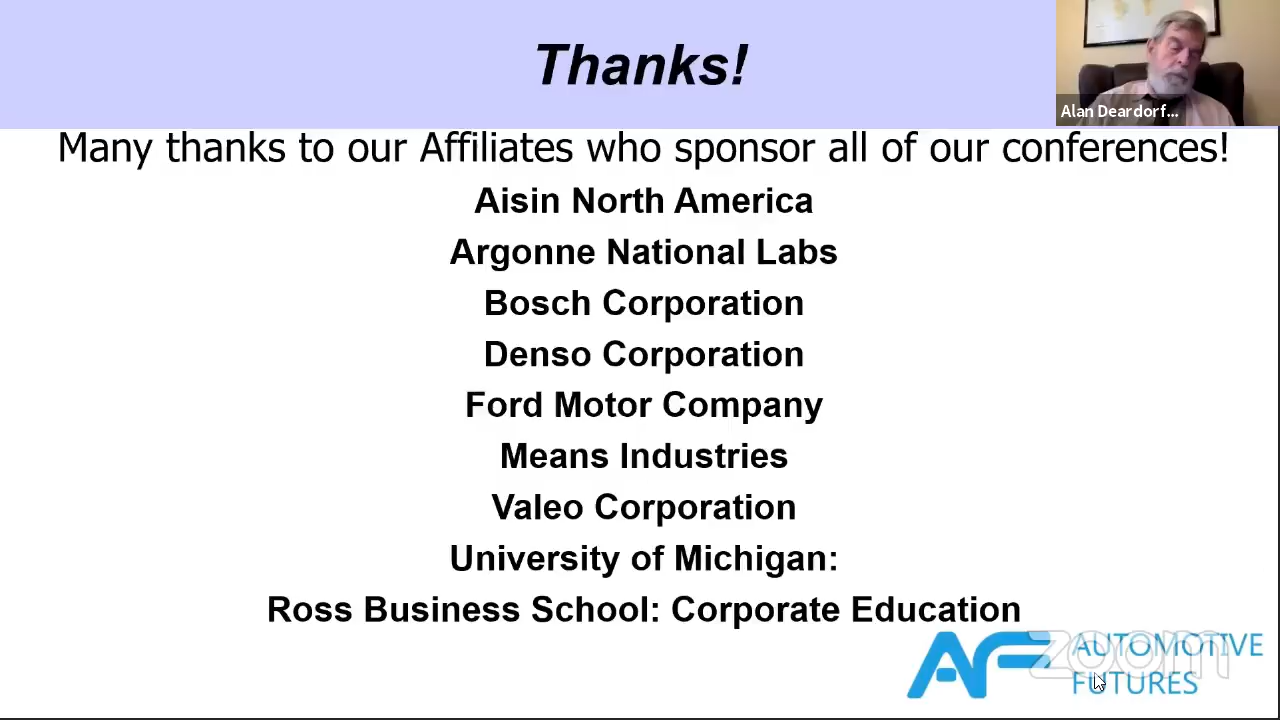 Thanks!
Alan Deardorf...
Many thanks to our Affiliates who sponsor all of our conferences!
Aisin North America
Argonne National Labs
Bosch Corporation
Denso Corporation
Ford Motor Company
Means Industries
Valeo Corporation
University of Michigan:
Ross Business School: Corporate Education
AF AUTOMOTIVE
FUTURES
zoom